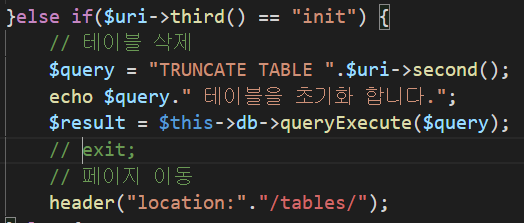 }else if($uri->third() == "init") {
// 테이블 삭제
$query = "TRUNCATE TABLE ".$uri->second();
echo $query." 테이블을 초기화 합니다.";
$result = $this->db->queryExecute($query);
// exit;
// 페이지 이동
header("location:"."/tables/");